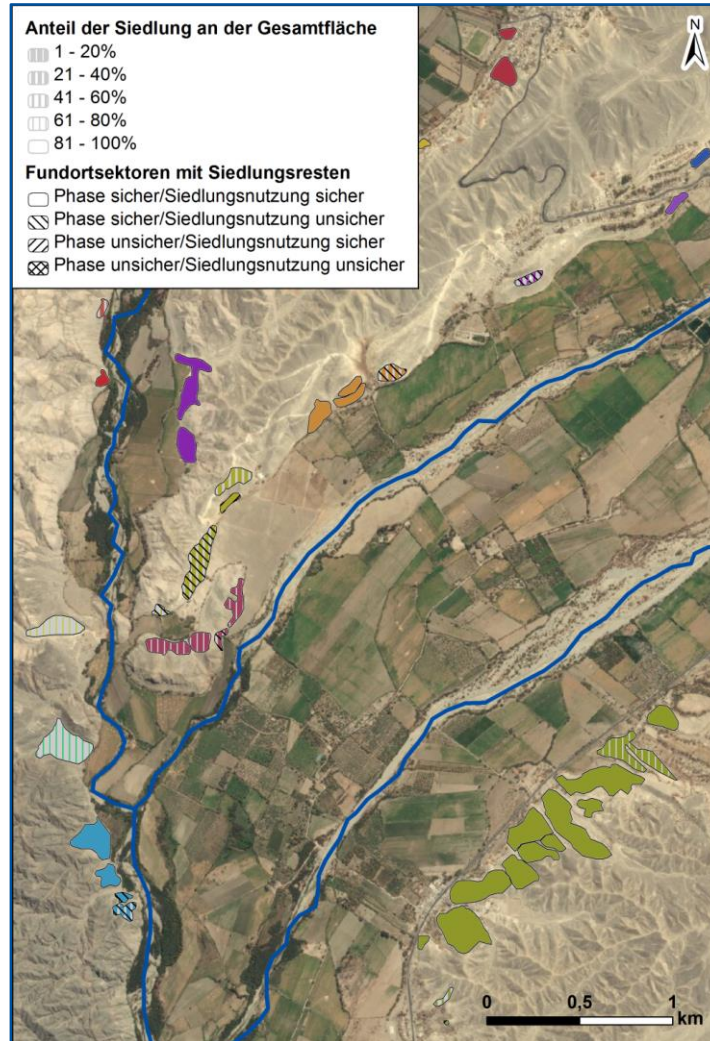 Anteil der Siedlung an der Gesamtfläche
1 - 20%
21 - 40%
41 - 60%
61 - 80%
81 - 100%
Fundortsektoren mit Siedlungsresten
Phase sicher/Siedlungsnutzung sicher
Phase sicher/Siedlungsnutzung unsicher
Phase unsicher/Siedlungsnutzung sicher
Phase unsicher/Siedlungsnutzung unsicher
N
0 0,5 1
km